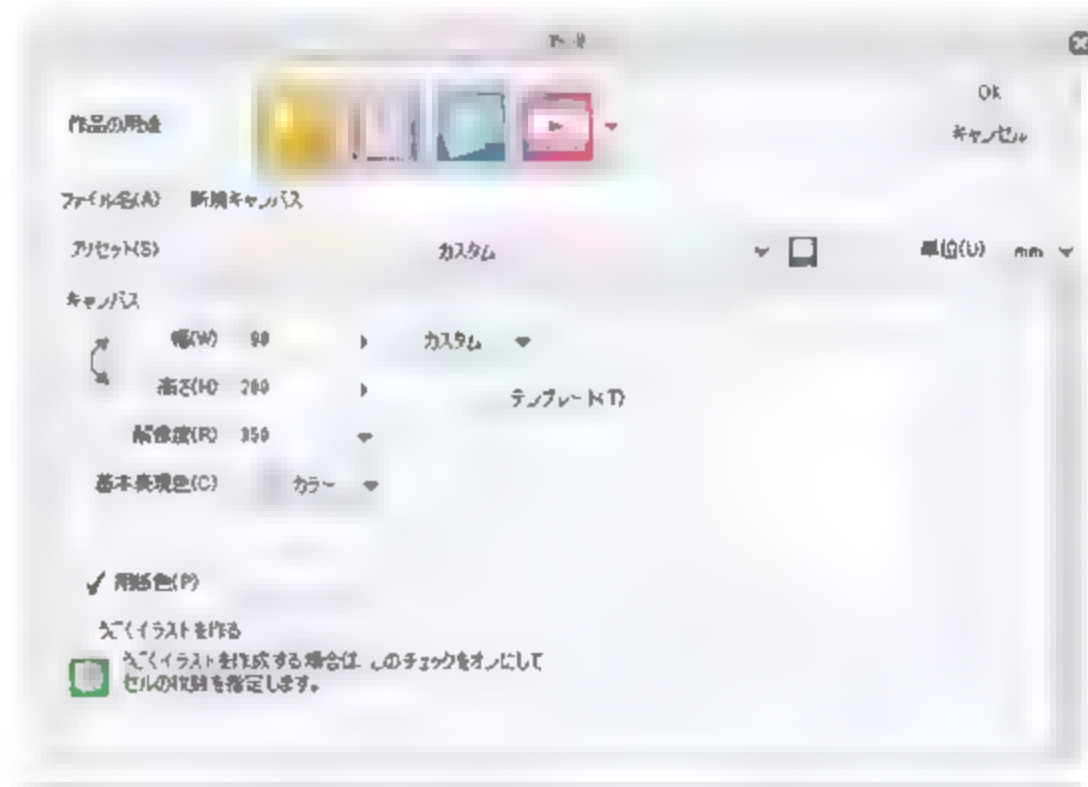 作品の用途
OK
キャンセル
ファイル名(A) 新規キャンバス
プリセット(S) カスタム 単位(U) mm
キャンバス
幅(W) カスタム
高さ(H)
テンプレート(T)
解像度(R) 350
基本表現色(C) カラー
用紙色(P)
うごくイラストを作る
うごくイラストを作成する場合は このチェックをオンにして
セルの枚数を指定します。